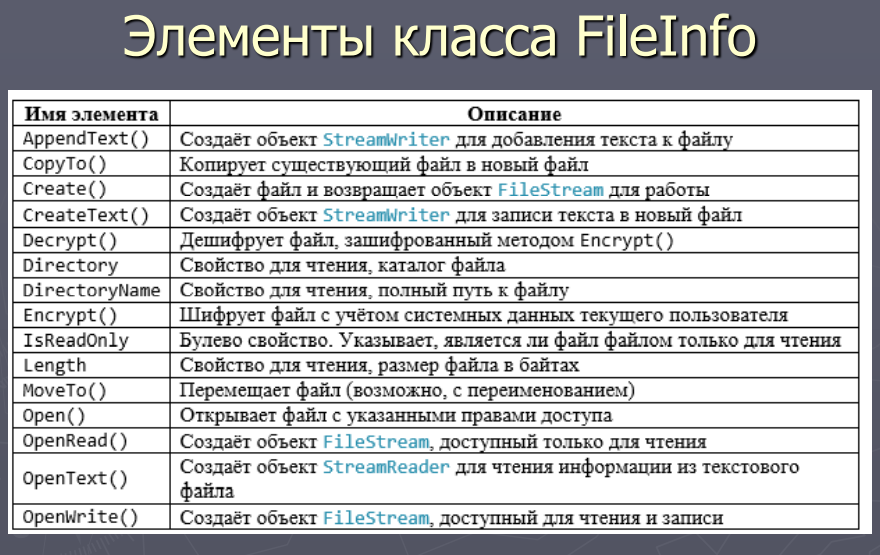 Элементы класса FileInfo
Имя элемента Описание
AppendText() Создаёт объект StreamWriter для добавления текста к файлу
CopyTo() Копирует существующий файл в новый файл
Create() Создаёт файл и возвращает объект FileStream для работы
CreateText() Создаёт объект StreamWriter для записи текста в новый файл
Decrypt() Дешифрует файл, зашифрованный методом Encrypt()
Directory Свойство для чтения, каталог файла
DirectoryName Свойство для чтения, полный путь к файлу
Encrypt() Шифрует файл с учётом системных данных текущего пользователя
IsReadOnly Булево свойство. Указывает, является ли файл файлом только для чтения
Length Свойство для чтения, размер файла в байтах
MoveTo() Перемещает файл (возможно, с переименованием)
Open() Открывает файл с указанными правами доступа
OpenRead() Создаёт объект FileStream, доступный только для чтения
OpenText() Создаёт объект StreamReader для чтения информации из текстового
файла
OpenWrite() Создаёт объект FileStream, доступный для чтения и записи